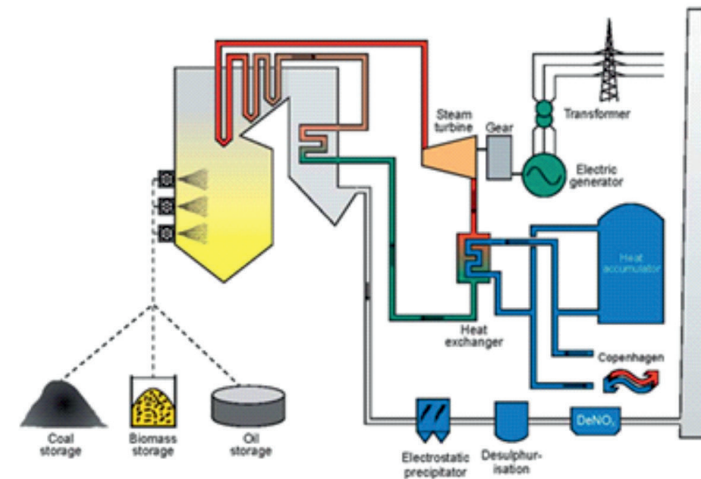 Steam
turbine
Gear
Transformer
Electric
generator
Heat
accumulator
Heat
exchanger
Copenhagen
Coal
storage
Biomass
storage
Oil
storage
Electrostatic
precipitator
Desulphur-
isation
DeNOₓ